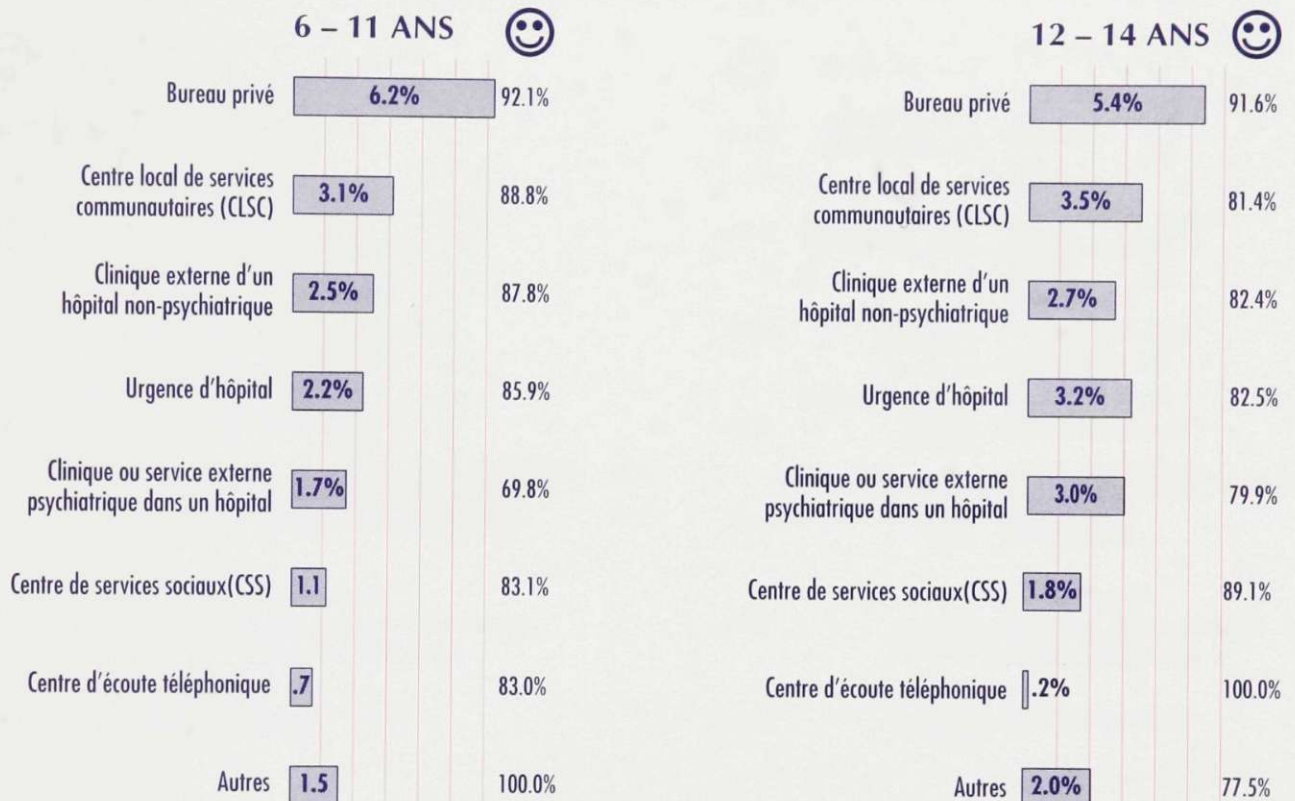 6 – 11 ANS
Bureau privé 6.2% 92.1%
Centre local de services
communautaires (CLSC) 3.1% 88.8%
Clinique externe d'un
hôpital non-psychiatrique 2.5% 87.8%
Urgence d'hôpital 2.2% 85.9%
Clinique ou service externe
psychiatrique dans un hôpital 1.7% 69.8%
Centre de services sociaux(CSS) 1.1 83.1%
Centre d'écoute téléphonique .7 83.0%
Autres 1.5 100.0%
12 – 14 ANS
Bureau privé 5.4% 91.6%
Centre local de services
communautaires (CLSC) 3.5% 81.4%
Clinique externe d'un
hôpital non-psychiatrique 2.7% 82.4%
Urgence d'hôpital 3.2% 82.5%
Clinique ou service externe
psychiatrique dans un hôpital 3.0% 79.9%
Centre de services sociaux(CSS) 1.8% 89.1%
Centre d'écoute téléphonique .2% 100.0%
Autres 2.0% 77.5%